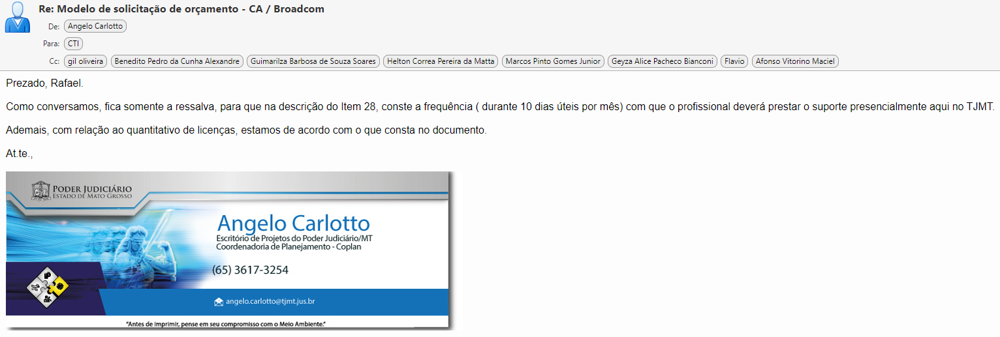 Re: Modelo de solicitação de orçamento - CA / Broadcom
De: Angelo Carlotto
Para: CTI
Cc: gil oliveira Benedito Pedro da Cunha Alexandre Guimarilza Barbosa de Souza Soares Helton Correa Pereira da Matta Marcos Pinto Gomes Junior Geyza Alice Pacheco Bianconi Flavio Afonso Vitorino Maciel
Prezado, Rafael.
Como conversamos, fica somente a ressalva, para que na descrição do Item 28, conste a frequência ( durante 10 dias úteis por mês) com que o profissional deverá prestar o suporte presencialmente aqui no TJMT.
Ademais, com relação ao quantitativo de licenças, estamos de acordo com o que consta no documento.
At.te.,
PODER JUDICIÁRIO
ESTADO DE MATO GROSSO
Angelo Carlotto
Escritório de Projetos do Poder Judiciário/MT
Coordenadoria de Planejamento - Coplan
(65) 3617-3254
angelo.carlotto@tjmt.jus.br
"Antes de imprimir, pense em seu compromisso com o Meio Ambiente."